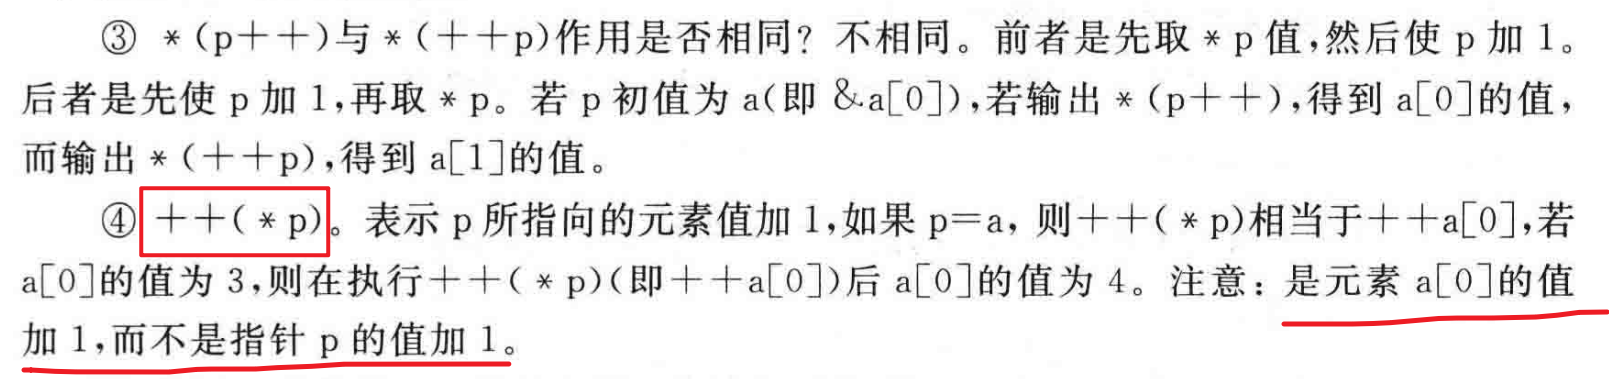 ③ *(p++)与*(++p)作用是否相同？不相同。前者是先取*p值,然后使p加1。
后者是先使p加1,再取*p。若p初值为a(即&a[0]),若输出*(p++),得到a[0]的值,
而输出*(++p),得到a[1]的值。
④ ++(*p)。表示p所指向的元素值加1,如果p=a, 则++(*p)相当于++a[0],若
a[0]的值为3,则在执行++(*p)(即++a[0])后a[0]的值为4。注意：是元素a[0]的值
加1,而不是指针p的值加1。